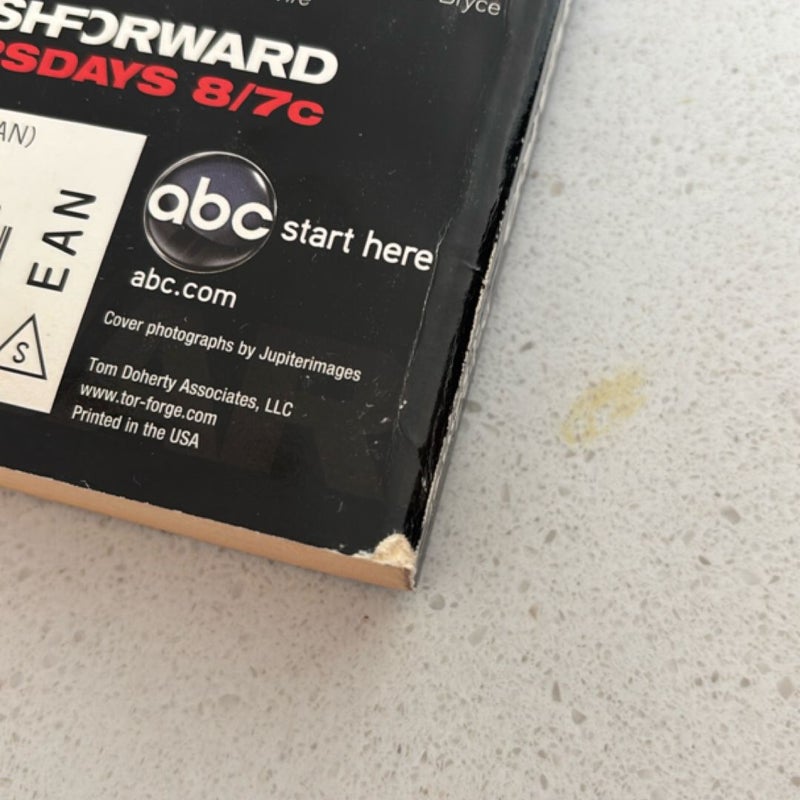 Bryce
SHFORWARD
SDAYS 8/7c
AN)
EAN
S
abc start here
abc.com
Cover photographs by Jupiterimages
Tom Doherty Associates, LLC
www.tor-forge.com
Printed in the USA